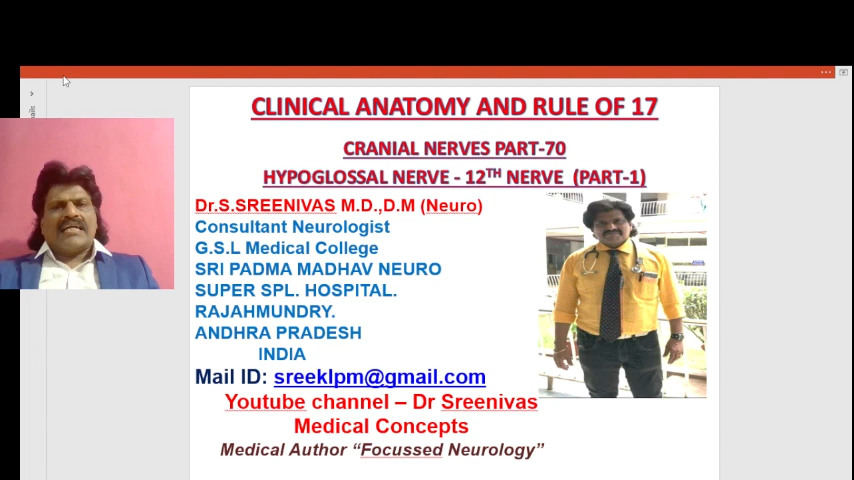 CLINICAL ANATOMY AND RULE OF 17
CRANIAL NERVES PART-70
HYPOGLOSSAL NERVE - 12TH NERVE (PART-1)
Dr.S.SREENIVAS M.D.,D.M (Neuro)
Consultant Neurologist
G.S.L Medical College
SRI PADMA MADHAV NEURO
SUPER SPL. HOSPITAL.
RAJAHMUNDRY.
ANDHRA PRADESH
INDIA
Mail ID: sreeklpm@gmail.com
Youtube channel – Dr Sreenivas
Medical Concepts
Medical Author “Focussed Neurology”